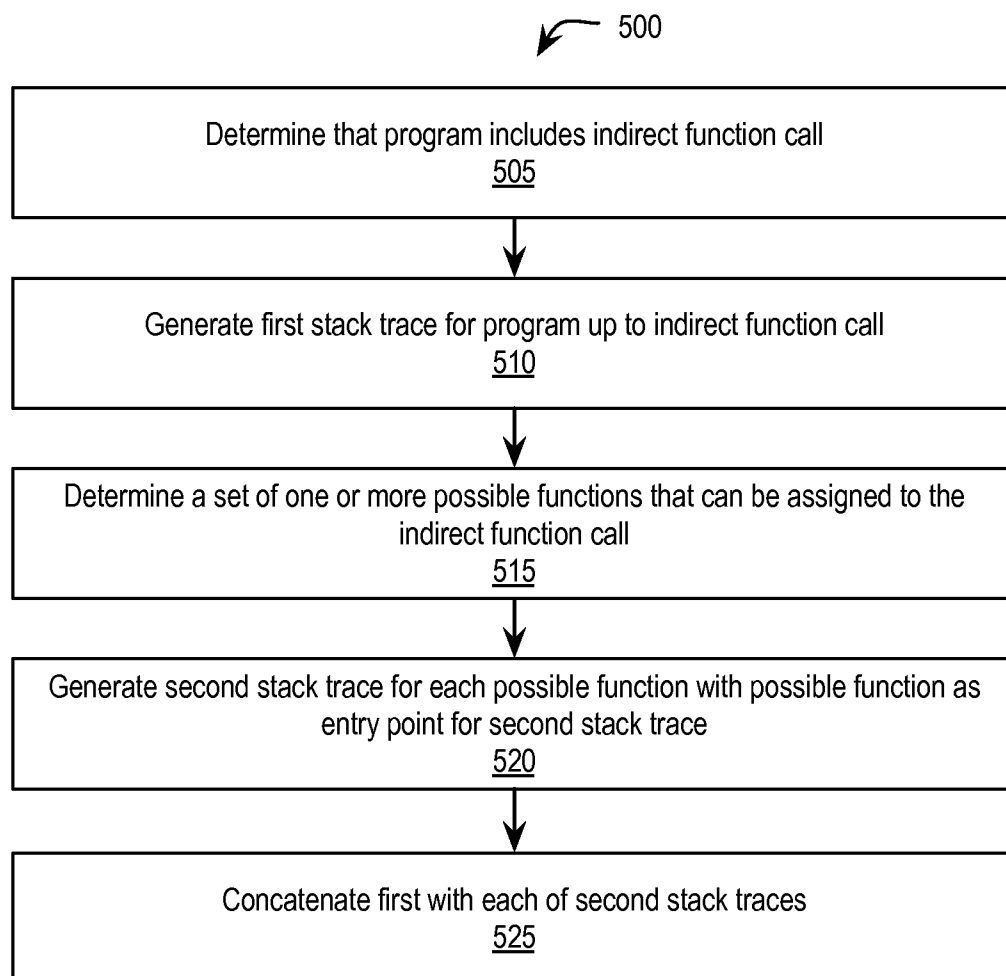 500
Determine that program includes indirect function call
505
Generate first stack trace for program up to indirect function call
510
Determine a set of one or more possible functions that can be assigned to the
indirect function call
515
Generate second stack trace for each possible function with possible function as
entry point for second stack trace
520
Concatenate first with each of second stack traces
525